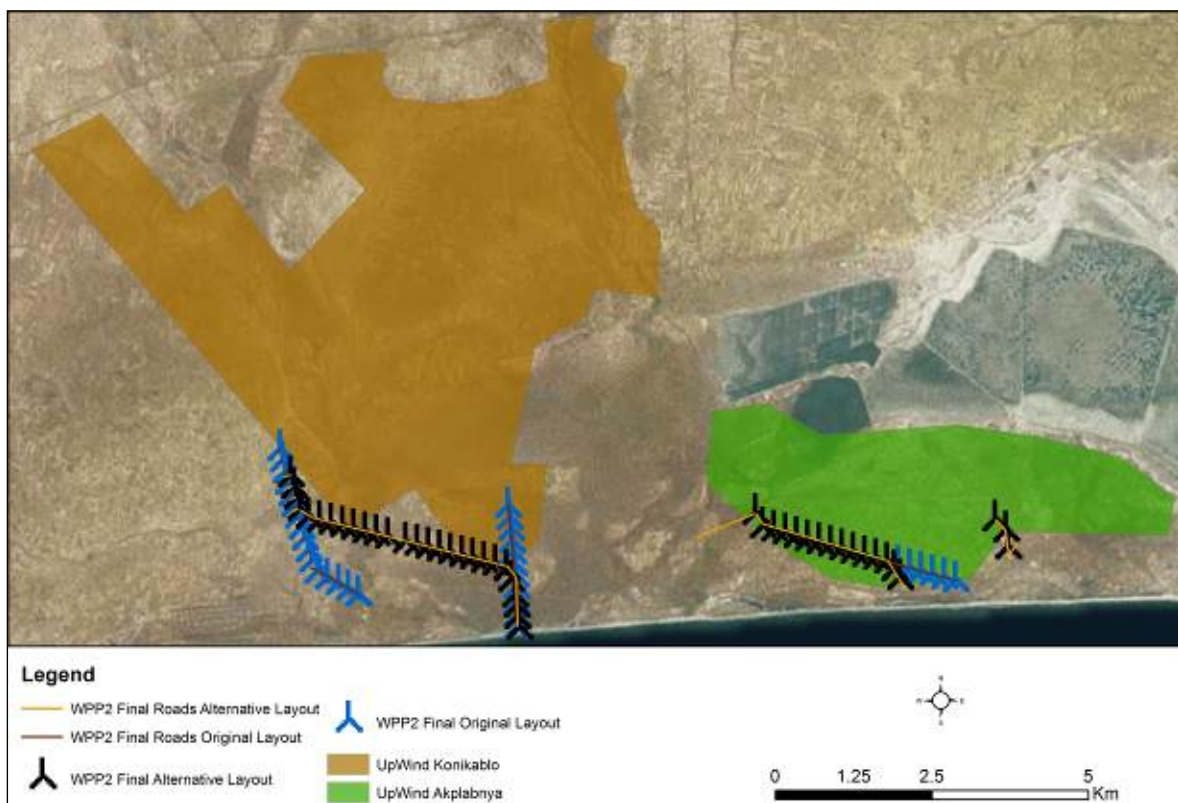 Legend
WPP2 Final Roads Alternative Layout
WPP2 Final Roads Original Layout
WPP2 Final Alternative Layout
WPP2 Final Original Layout
UpWind Konikablo
UpWind Akplabnya
N
W E
S
0 1.25 2.5 5
Km